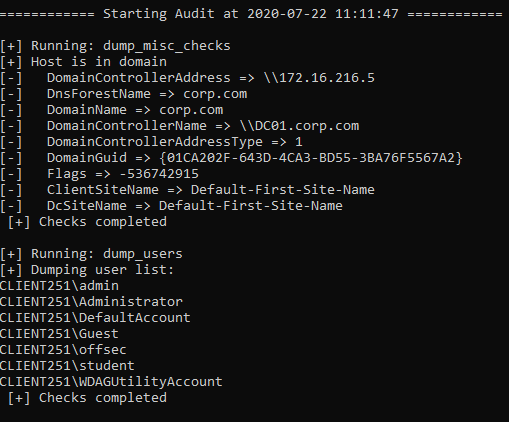 ============ Starting Audit at 2020-07-22 11:11:47 ============
[+] Running: dump_misc_checks
[+] Host is in domain
[-]   DomainControllerAddress => \\172.16.216.5
[-]   DnsForestName => corp.com
[-]   DomainName => corp.com
[-]   DomainControllerName => \\DC01.corp.com
[-]   DomainControllerAddressType => 1
[-]   DomainGuid => {01CA202F-643D-4CA3-BD55-3BA76F5567A2}
[-]   Flags => -536742915
[-]   ClientSiteName => Default-First-Site-Name
[-]   DcSiteName => Default-First-Site-Name
 [+] Checks completed
[+] Running: dump_users
[+] Dumping user list:
CLIENT251\admin
CLIENT251\Administrator
CLIENT251\DefaultAccount
CLIENT251\Guest
CLIENT251\offsec
CLIENT251\student
CLIENT251\WDAGUtilityAccount
 [+] Checks completed